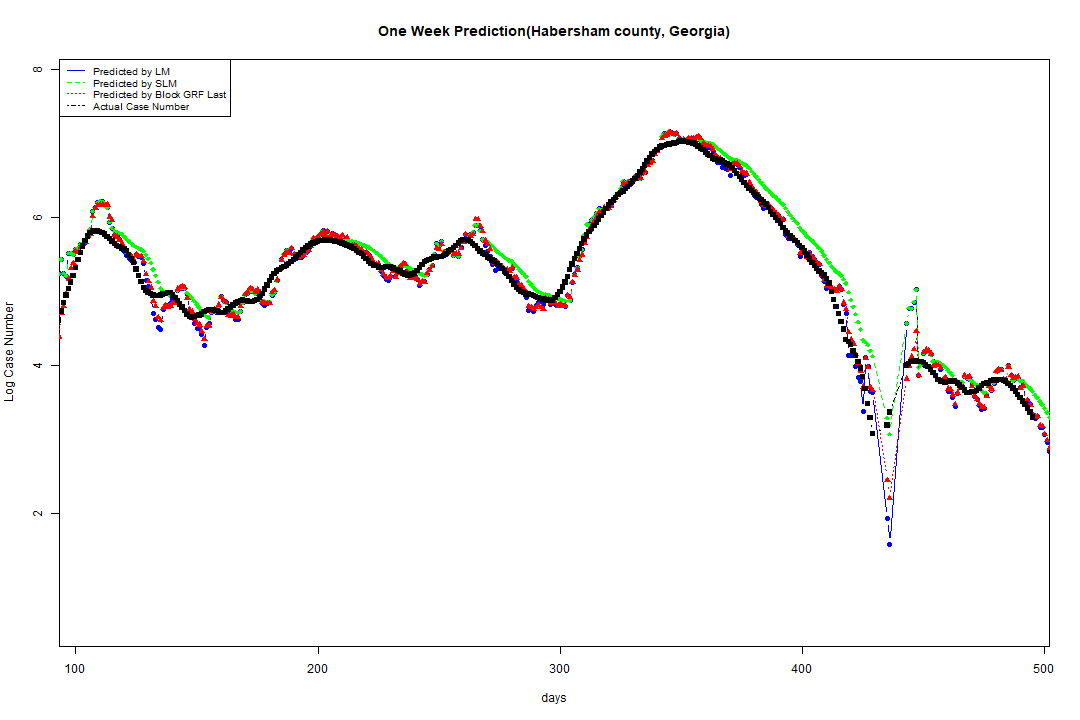 One Week Prediction(Habersham county, Georgia)
Predicted by LM
Predicted by SLM
Predicted by Block GRF Last
Actual Case Number
8
6
4
2
Log Case Number
100 200 300 400 500
days